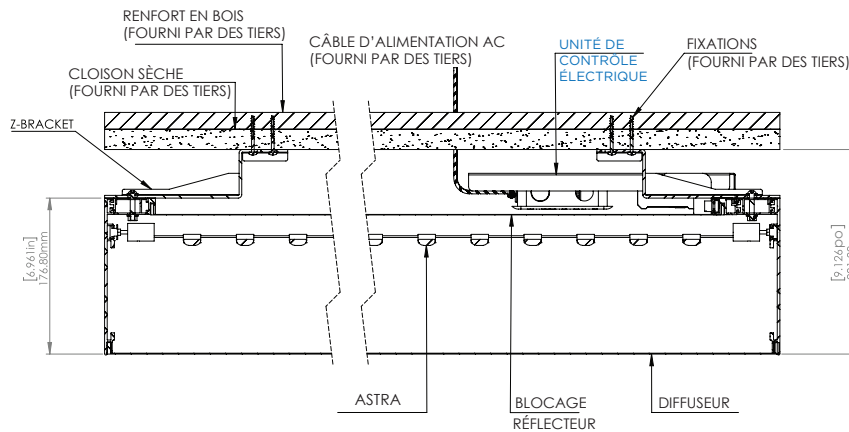 RENFORT EN BOIS
(FOURNI PAR DES TIERS)
CÂBLE D'ALIMENTATION AC
(FOURNI PAR DES TIERS)
UNITÉ DE
CONTRÔLE
ÉLECTRIQUE
FIXATIONS
(FOURNI PAR DES TIERS)
CLOISON SÈCHE
(FOURNI PAR DES TIERS)
Z-BRACKET
[6.961in]
176.80mm
[9.126po]
ASTRA
BLOCAGE
RÉFLECTEUR
DIFFUSEUR